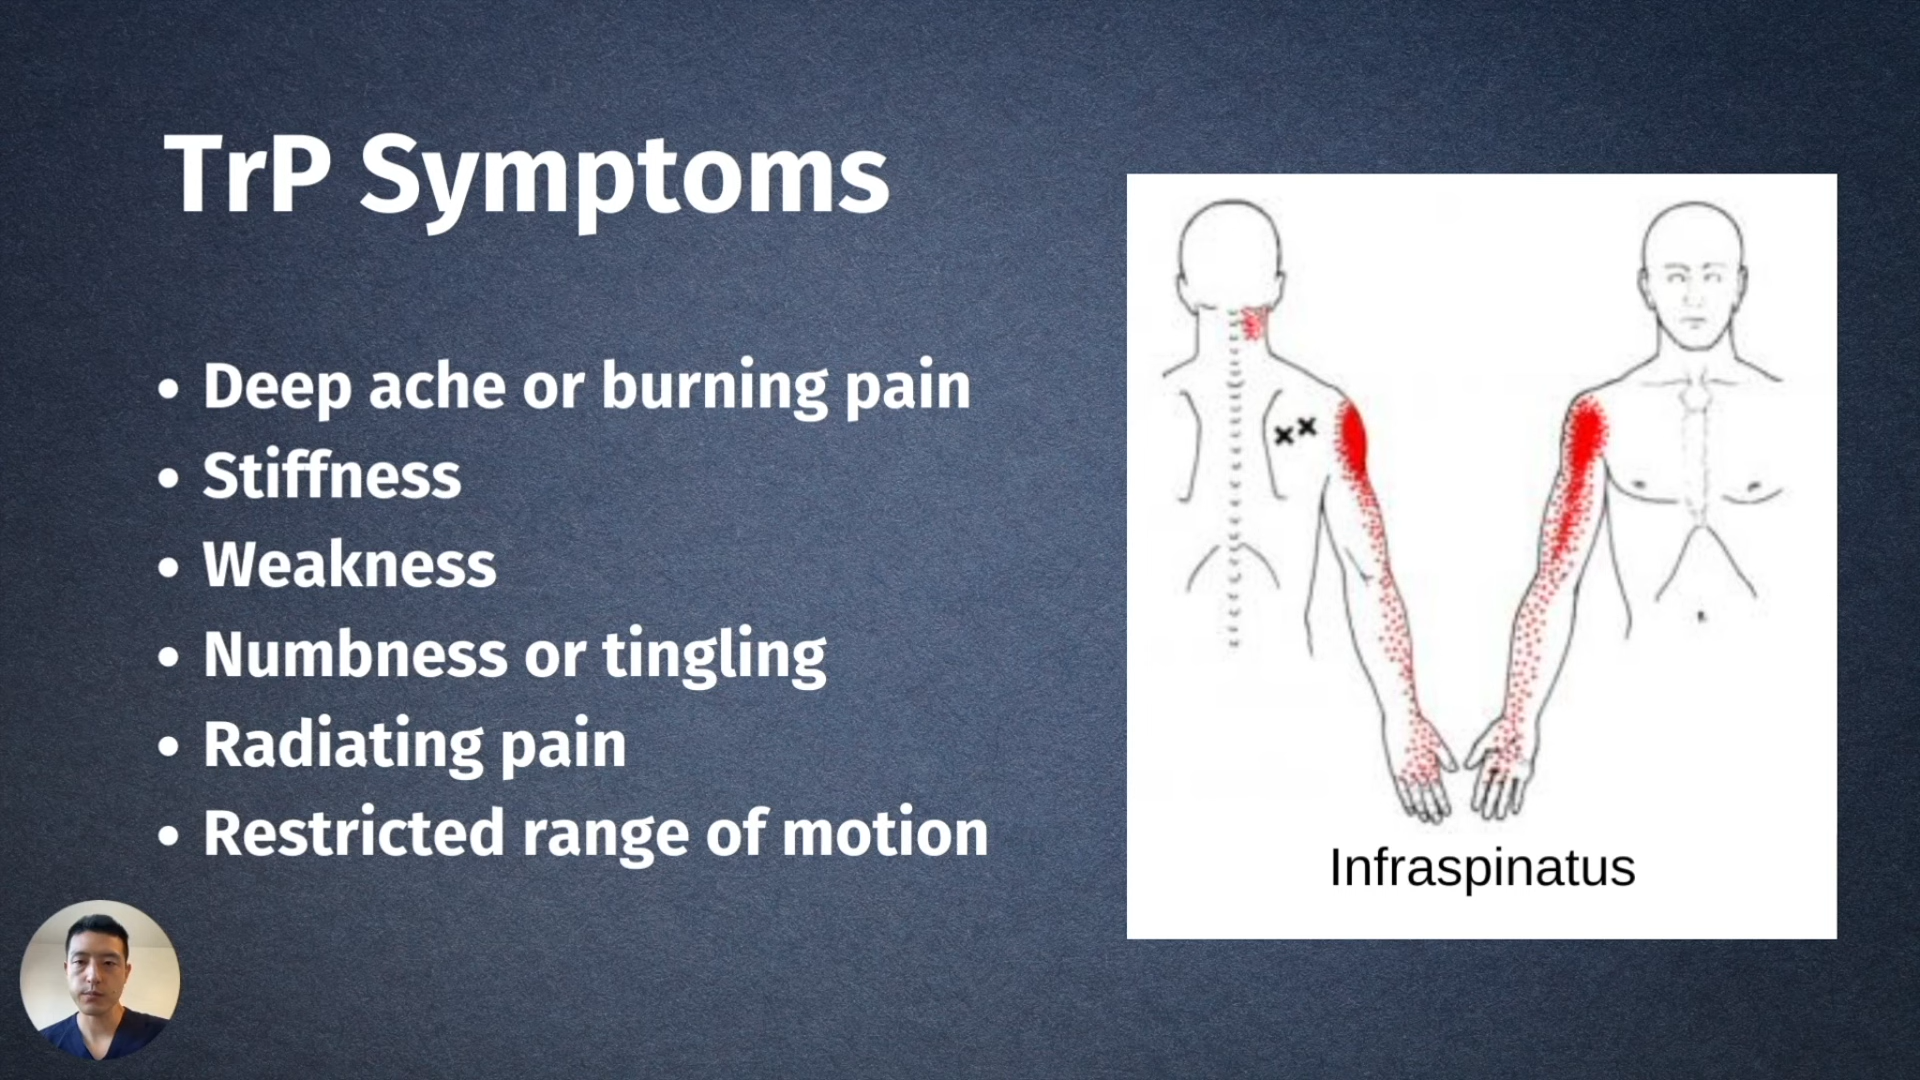 TrP Symptoms
• Deep ache or burning pain
• Stiffness
• Weakness
• Numbness or tingling
• Radiating pain
• Restricted range of motion
Infraspinatus